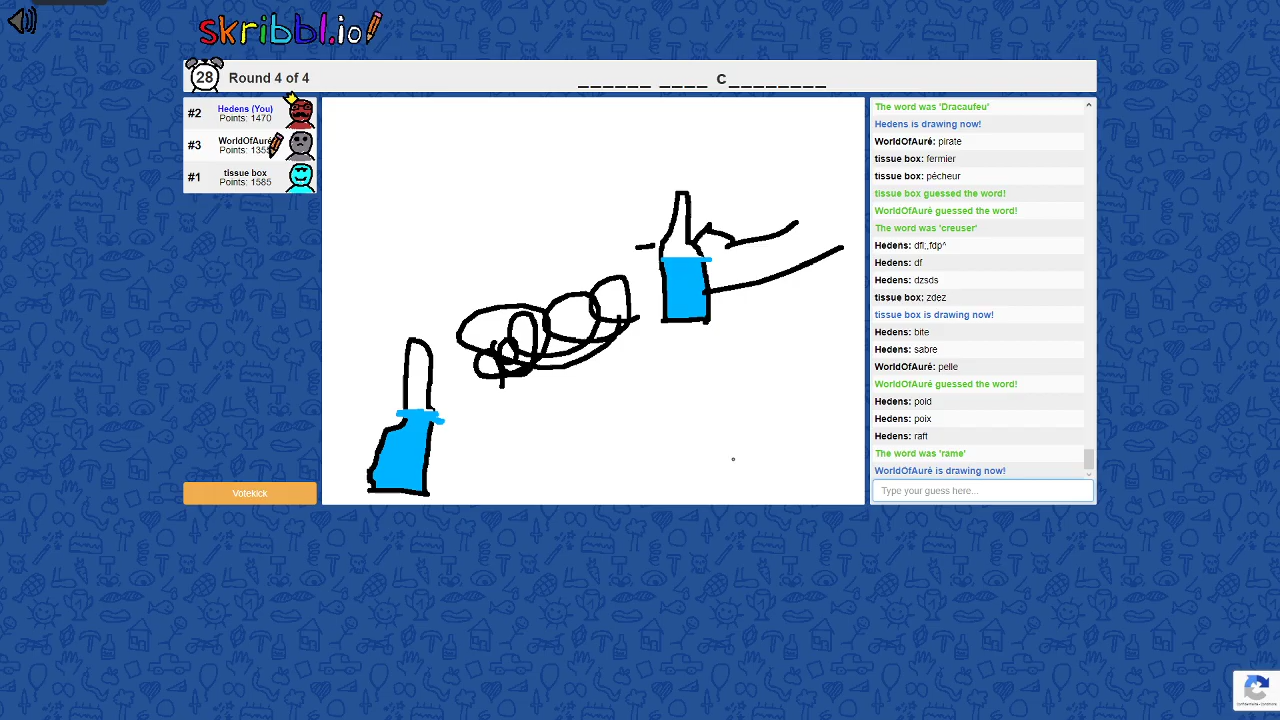 skribbl.io
28
Round 4 of 4
______ ____ C________
#2
Hedens (You)
Points: 1470
#3
WorldOfAuré
Points: 135
#1
tissue box
Points: 1585
Votekick
The word was 'Dracaufeu'
Hedens is drawing now!
WorldOfAuré: pirate
tissue box: fermier
tissue box: pécheur
tissue box guessed the word!
WorldOfAuré guessed the word!
The word was 'creuser'
Hedens: dfl;,fdp^
Hedens: df
Hedens: dzsds
tissue box: zdez
tissue box is drawing now!
Hedens: bite
Hedens: sabre
WorldOfAuré: pelle
WorldOfAuré guessed the word!
Hedens: poid
Hedens: poix
Hedens: raft
The word was 'rame'
WorldOfAuré is drawing now!
Type your guess here...